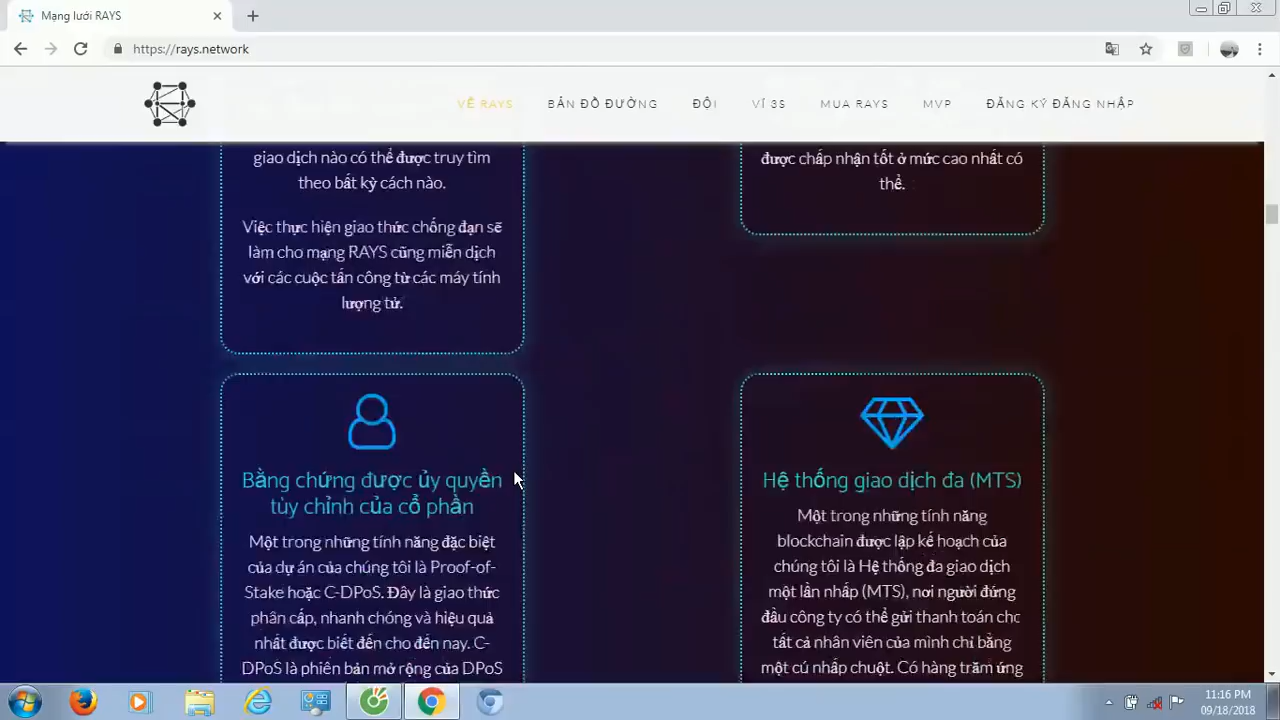 Mạng lưới RAYS
https://rays.network
VỀ RAYS
BẢN ĐỒ ĐƯỜNG
ĐỘI
VÍ 3S
MUA RAYS
MVP
ĐĂNG KÝ ĐĂNG NHẬP
giao dịch nào có thể được truy tìm
theo bất kỳ cách nào.
Việc thực hiện giao thức chống đạn sẽ
làm cho mạng RAYS cũng miễn dịch
với các cuộc tấn công từ các máy tính
lượng tử.
được chấp nhận tốt ở mức cao nhất có
thể.
Bằng chứng được ủy quyền
tùy chỉnh của cổ phần
Một trong những tính năng đặc biệt
của dự án của chúng tôi là Proof-of-
Stake hoặc C-DPoS. Đây là giao thức
phân cấp, nhanh chóng và hiệu quả
nhất được biết đến cho đến nay. C-
DPoS là phiên bản mở rộng của DPoS
Hệ thống giao dịch đa (MTS)
Một trong những tính năng
blockchain được lập kế hoạch của
chúng tôi là Hệ thống đa giao dịch
một lần nhấp (MTS), nơi người đứng
đầu công ty có thể gửi thanh toán cho
tất cả nhân viên của mình chỉ bằng
một cú nhấp chuột. Có hàng trăm ứng
11:16 PM
09/18/2018